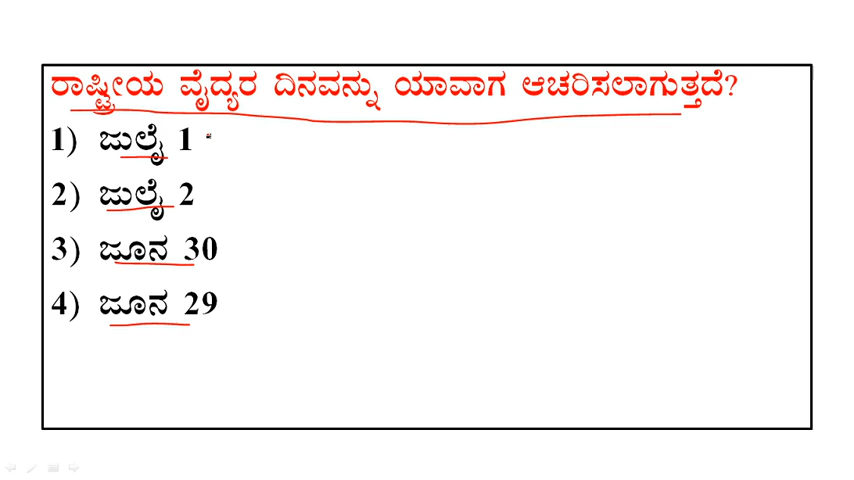 ರಾಷ್ಟ್ರೀಯ ವೈದ್ಯರ ದಿನವನ್ನು ಯಾವಾಗ ಆಚರಿಸಲಾಗುತ್ತದೆ?
1) ಜುಲೈ 1
2) ಜುಲೈ 2
3) ಜೂನ 30
4) ಜೂನ 29